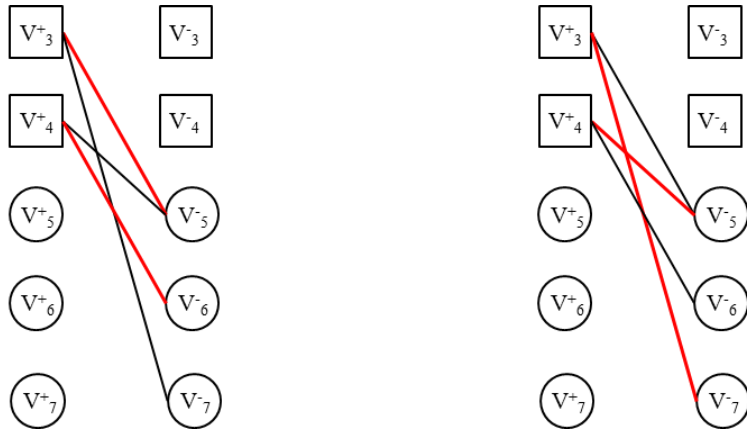 V⁺₃ V⁻₃ V⁺₃ V⁻₃
V⁺₄ V⁻₄ V⁺₄ V⁻₄
V⁺₅ V⁻₅ V⁺₅ V⁻₅
V⁺₆ V⁻₆ V⁺₆ V⁻₆
V⁺₇ V⁻₇ V⁺₇ V⁻₇